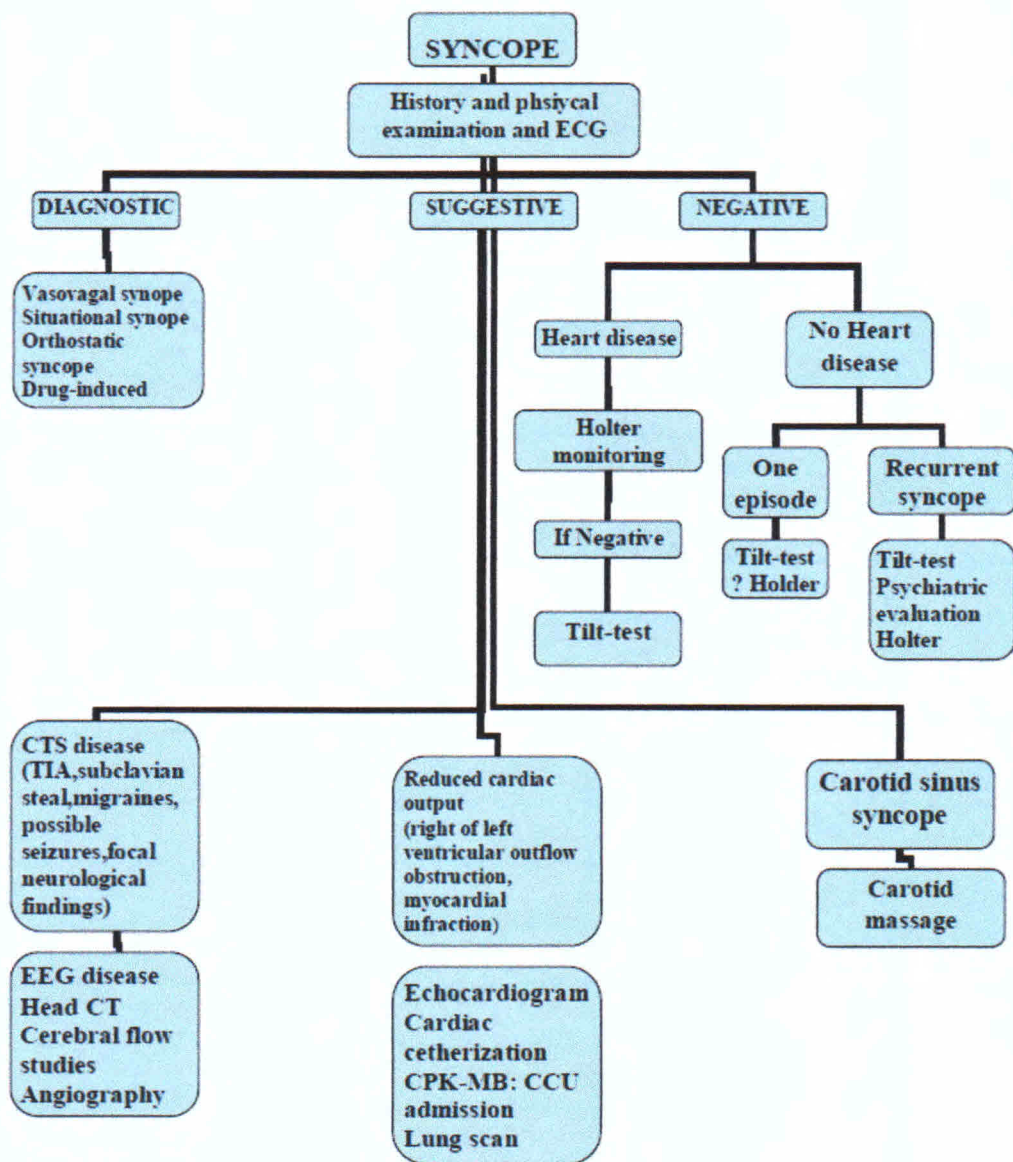 SYNCOPE
History and phsiycal
examination and ECG
DIAGNOSTIC
SUGGESTIVE
NEGATIVE
Vasovagal synope
Situational synope
Orthostatic
syncope
Drug-induced
Heart disease
No Heart
disease
Holter
monitoring
One
episode
Recurrent
syncope
If Negative
Tilt-test
? Holder
Tilt-test
Psychiatric
evaluation
Holter
Tilt-test
CTS disease
(TIA,subclavian
steal,migraines,
possible
seizures,focal
neurological
findings)
Reduced cardiac
output
(right of left
ventricular outflow
obstruction,
myocardial
infraction)
Carotid sinus
syncope
Carotid
massage
EEG disease
Head CT
Cerebral flow
studies
Angiography
Echocardiogram
Cardiac
cetherization
CPK-MB: CCU
admission
Lung scan